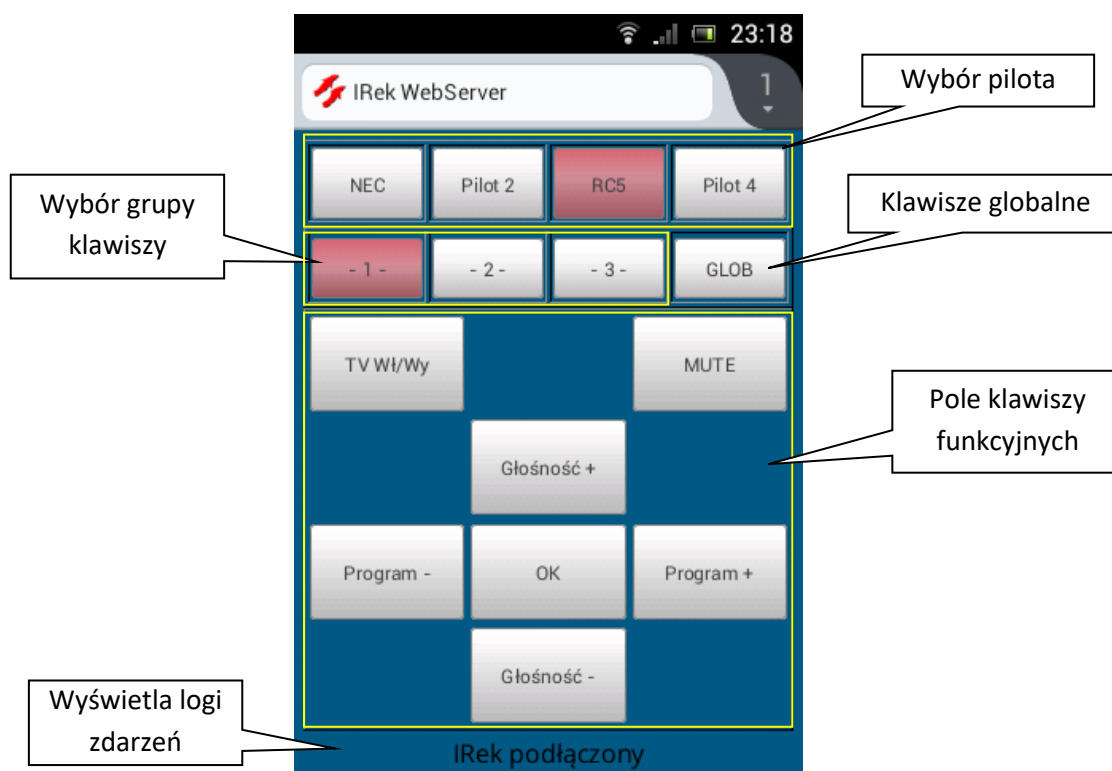 23:18
IRek WebServer
1
Wybór pilota
NEC
Pilot 2
RC5
Pilot 4
Wybór grupy
klawiszy
Klawisze globalne
- 1 -
- 2 -
- 3 -
GLOB
TV Wł/Wy
MUTE
Pole klawiszy
funkcyjnych
Głośność +
Program -
OK
Program +
Głośność -
Wyświetla logi
zdarzeń
IRek podłączony